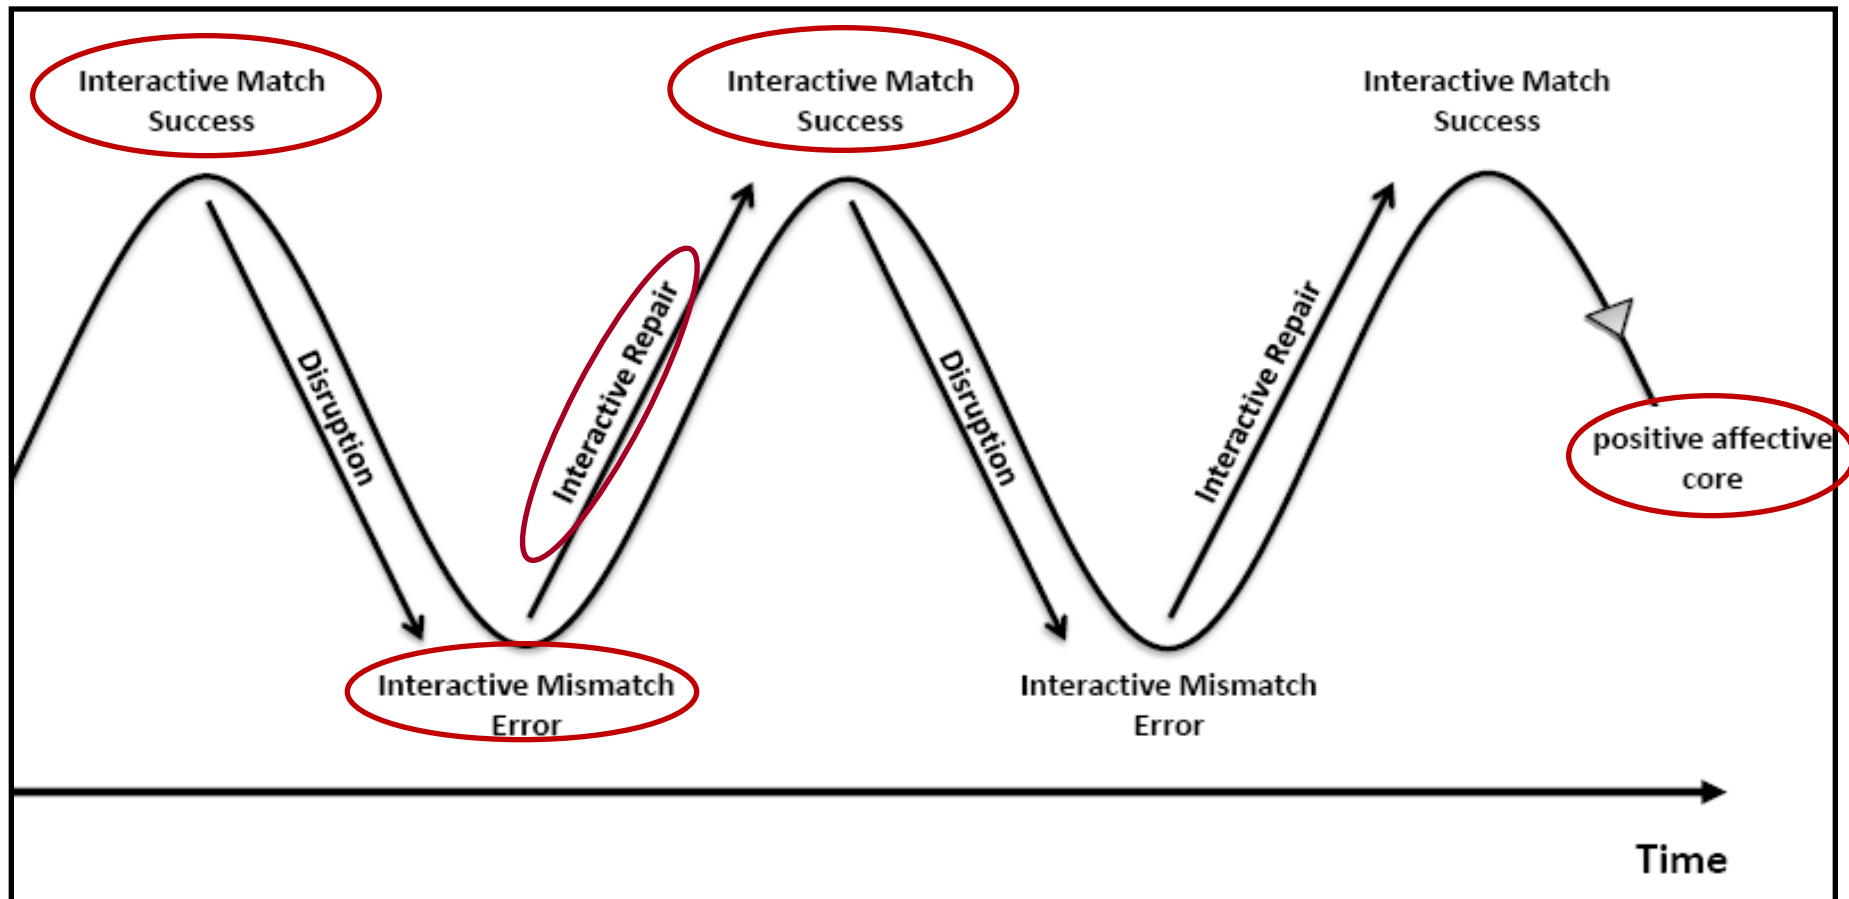 Interactive Match
Success
Interactive Match
Success
Interactive Match
Success
Disruption
Interactive Repair
Disruption
Interactive Repair
positive affective
core
Interactive Mismatch
Error
Interactive Mismatch
Error
Time